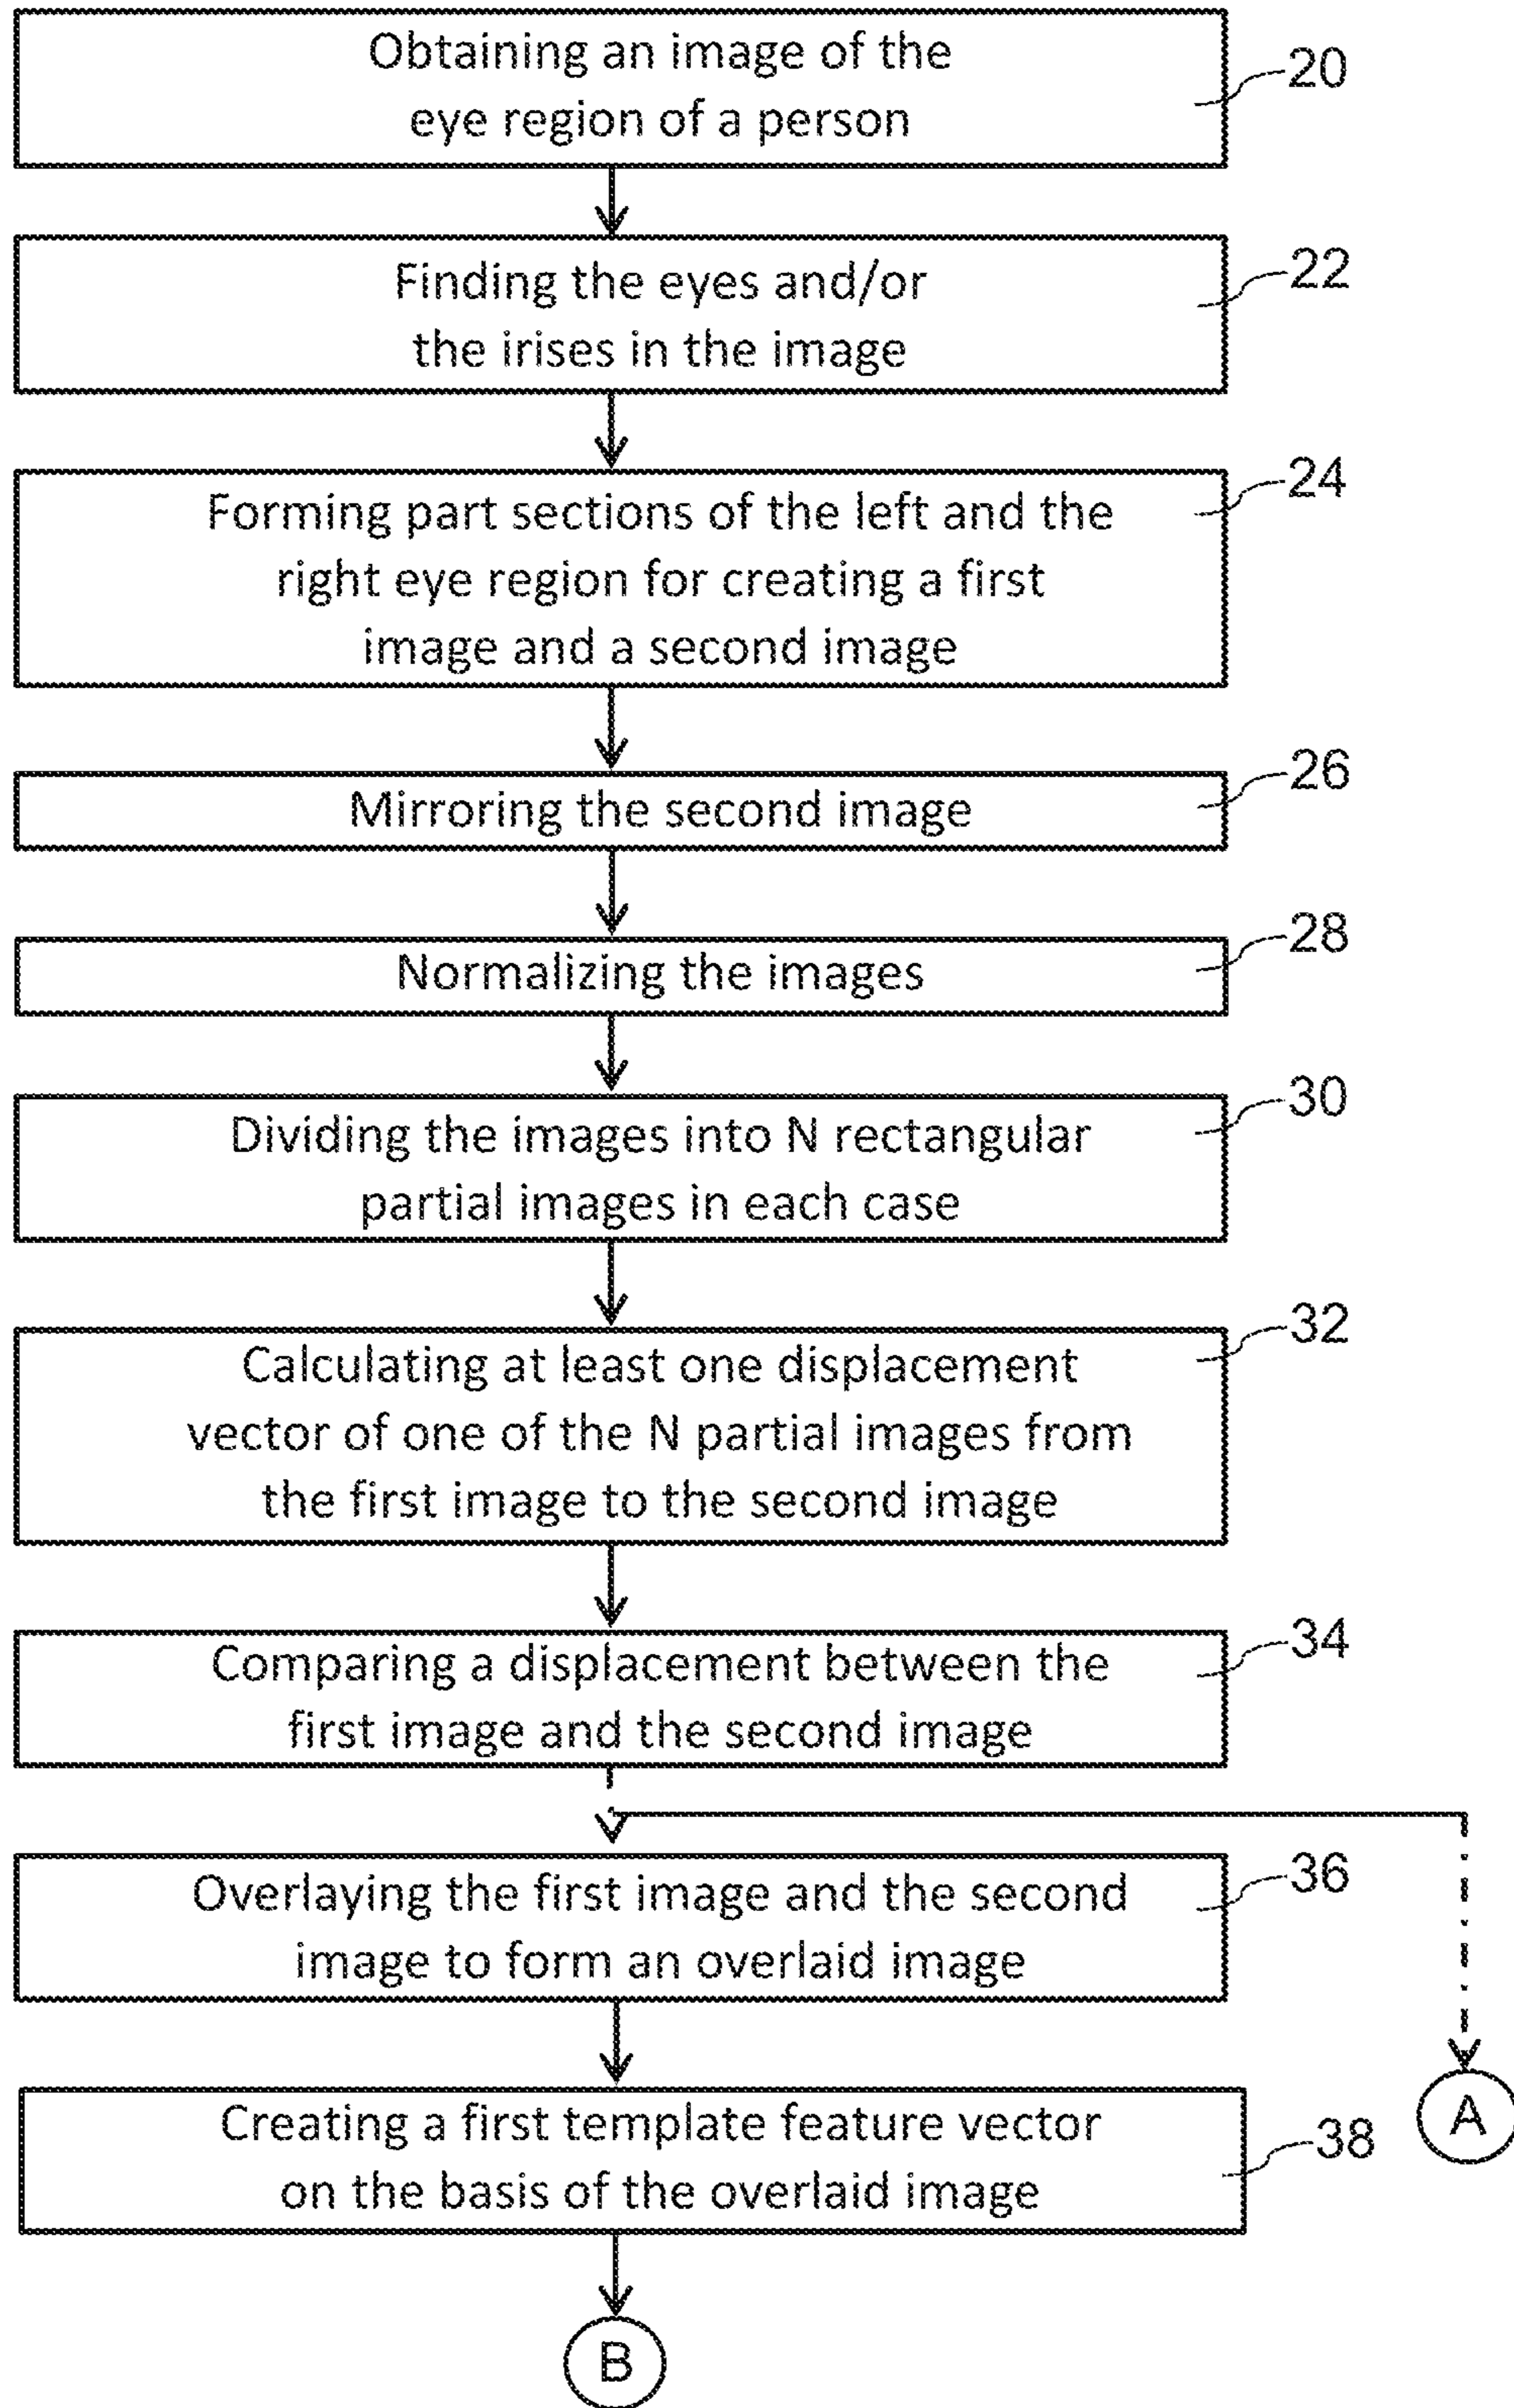 Obtaining an image of the
eye region of a person
20
Finding the eyes and/or
the irises in the image
22
Forming part sections of the left and the
right eye region for creating a first
image and a second image
24
Mirroring the second image
26
Normalizing the images
28
Dividing the images into N rectangular
partial images in each case
30
Calculating at least one displacement
vector of one of the N partial images from
the first image to the second image
32
Comparing a displacement between the
first image and the second image
34
Overlaying the first image and the second
image to form an overlaid image
36
Creating a first template feature vector
on the basis of the overlaid image
38
A
B